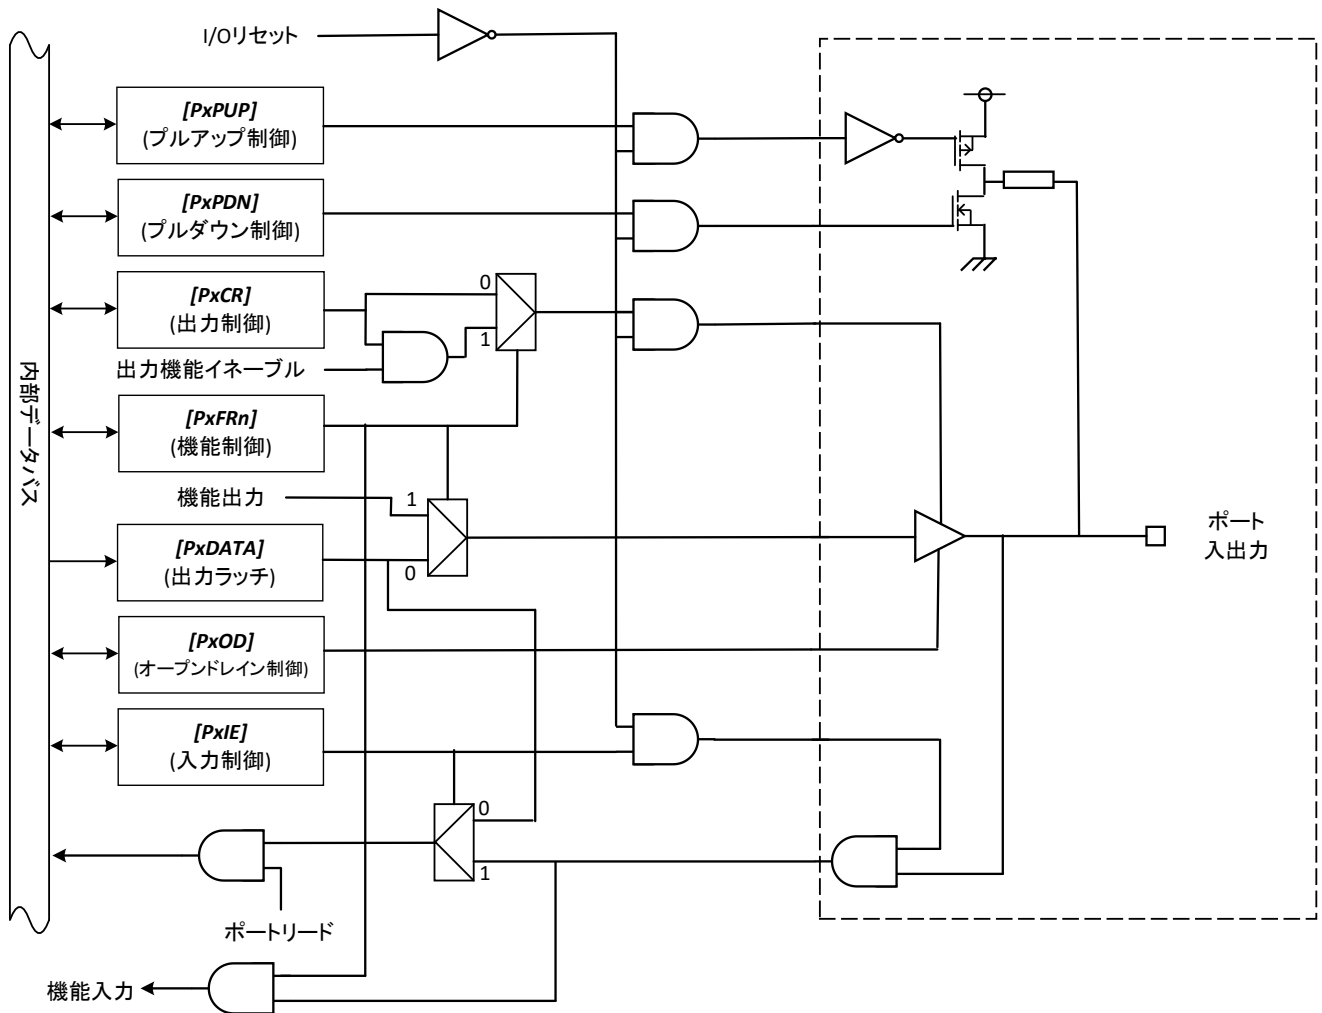 I/Oリセット
[PxPUP]
(プルアップ制御)
[PxPDN]
(プルダウン制御)
[PxCR]
(出力制御)
0
1
出力機能イネーブル
内部データバス
[PxFRn]
(機能制御)
機能出力
1
[PxDATA]
(出力ラッチ)
0
ポート
入出力
[PxOD]
(オープンドレイン制御)
[PxIE]
(入力制御)
0
1
ポートリード
機能入力